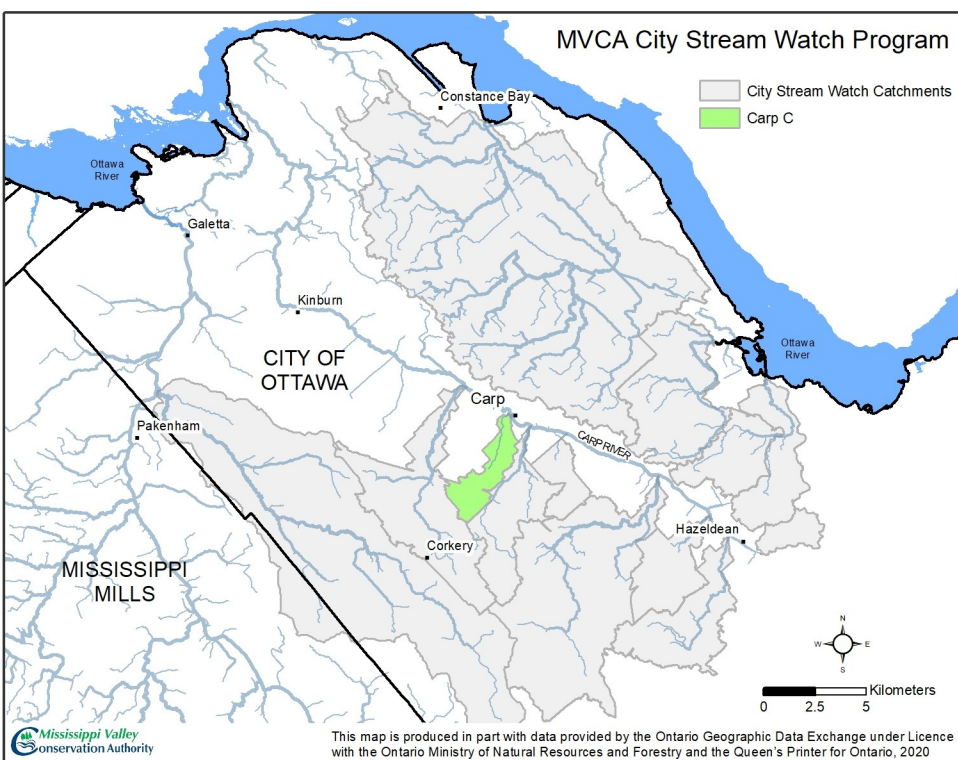 MVCA City Stream Watch Program
City Stream Watch Catchments
Carp C
Constance Bay
Ottawa
River
Galetta
Kinburn
CITY OF
OTTAWA
Ottawa
River
Carp
CARP RIVER
Pakenham
Hazeldean
Corkery
MISSISSIPPI
MILLS
N
W E
S
Kilometers
0 2.5 5
Mississippi Valley
Conservation Authority
This map is produced in part with data provided by the Ontario Geographic Data Exchange under Licence
with the Ontario Ministry of Natural Resources and Forestry and the Queen's Printer for Ontario, 2020